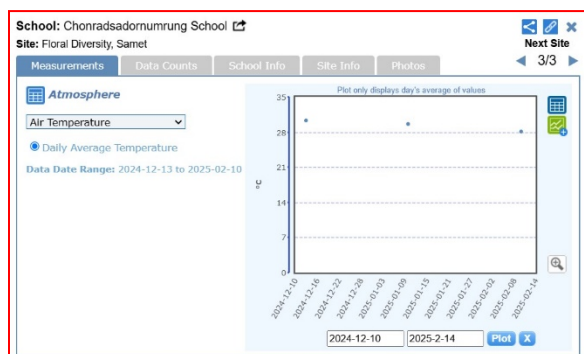 School: Chonradsadornumrung School
Site: Floral Diversity, Samet
Next Site
3/3
Measurements
Data Counts
School Info
Site Info
Photos
Atmosphere
Air Temperature
Daily Average Temperature
Data Date Range: 2024-12-13 to 2025-02-10
Plot only displays day's average of values
35
28
21
14
7
0
°C
2024-12-10
2024-12-16
2024-12-22
2024-12-28
2025-01-03
2025-01-09
2025-01-15
2025-01-21
2025-01-27
2025-02-02
2025-02-08
2025-02-14
2024-12-10
2025-2-14
Plot
X